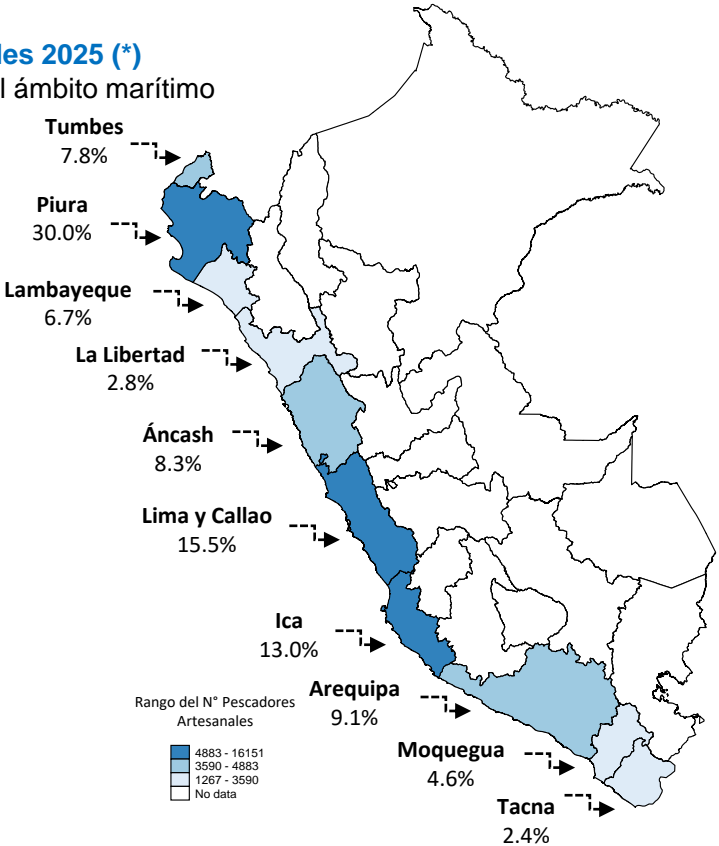 les 2025 (*)
l ámbito marítimo
Tumbes
7.8%
Piura
30.0%
Lambayeque
6.7%
La Libertad
2.8%
Áncash
8.3%
Lima y Callao
15.5%
Ica
13.0%
Arequipa
9.1%
Moquegua
4.6%
Tacna
2.4%
Rango del N° Pescadores
Artesanales
4883 - 16151
3590 - 4883
1267 - 3590
No data